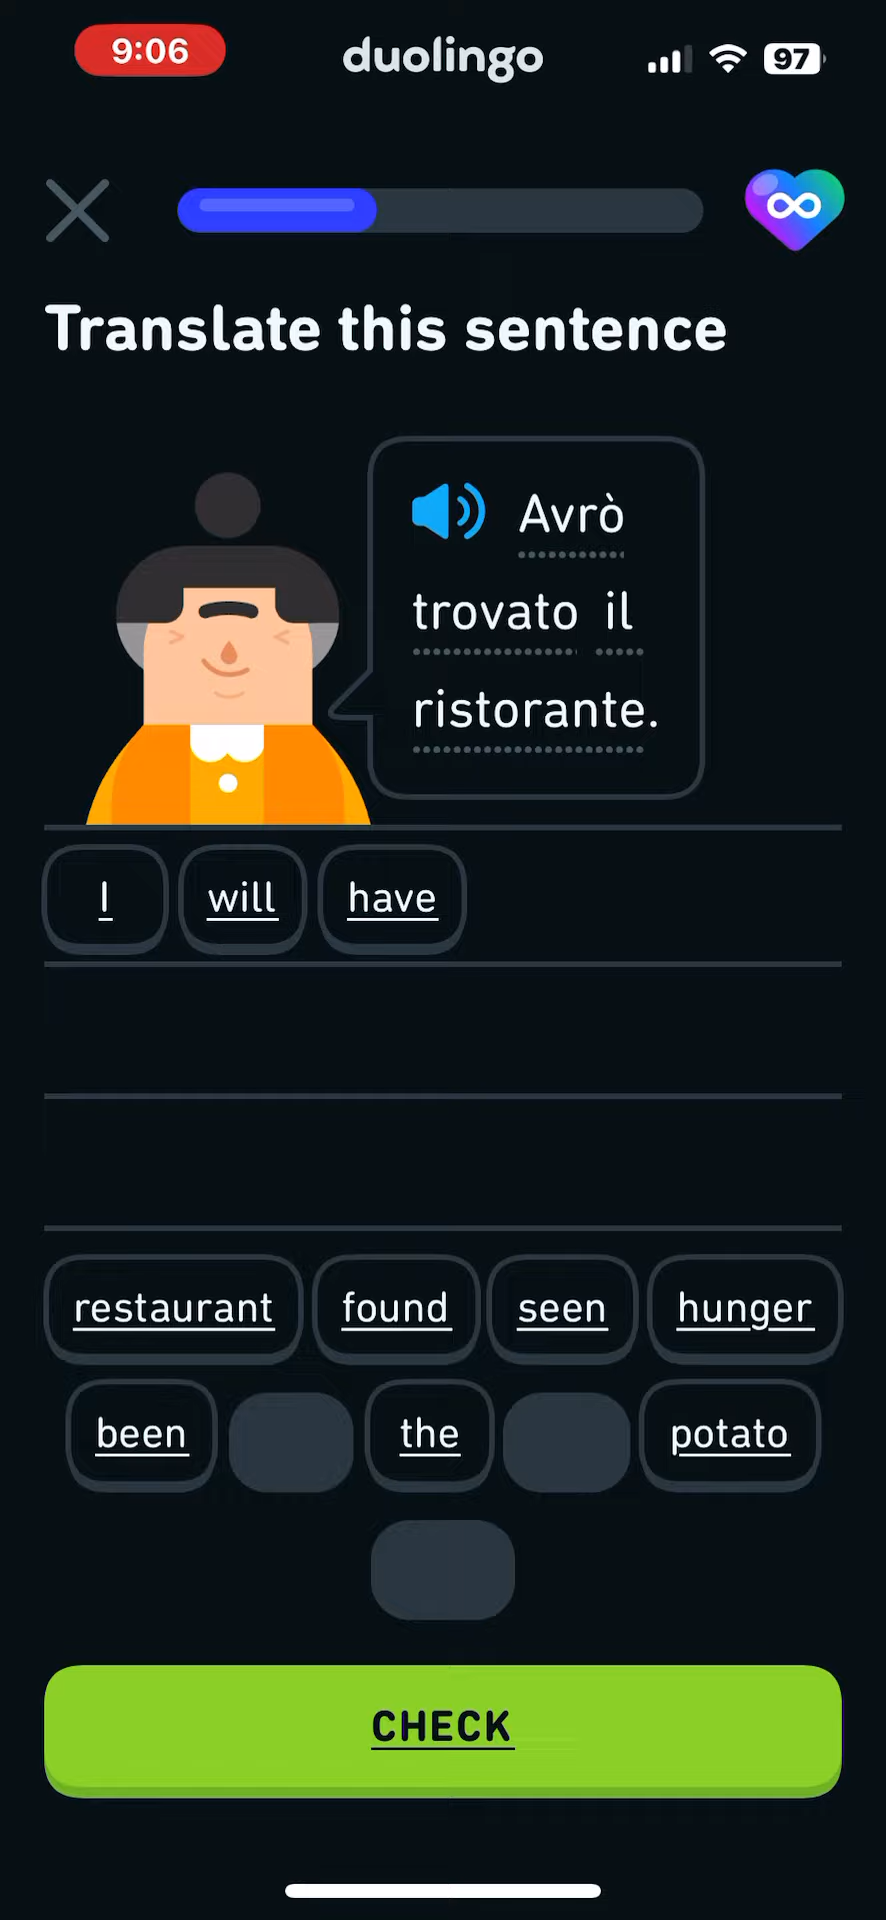 9:06 duolingo 97
Translate this sentence
Avrò
trovato il
ristorante.
I will have
restaurant found seen hunger
been the potato
CHECK